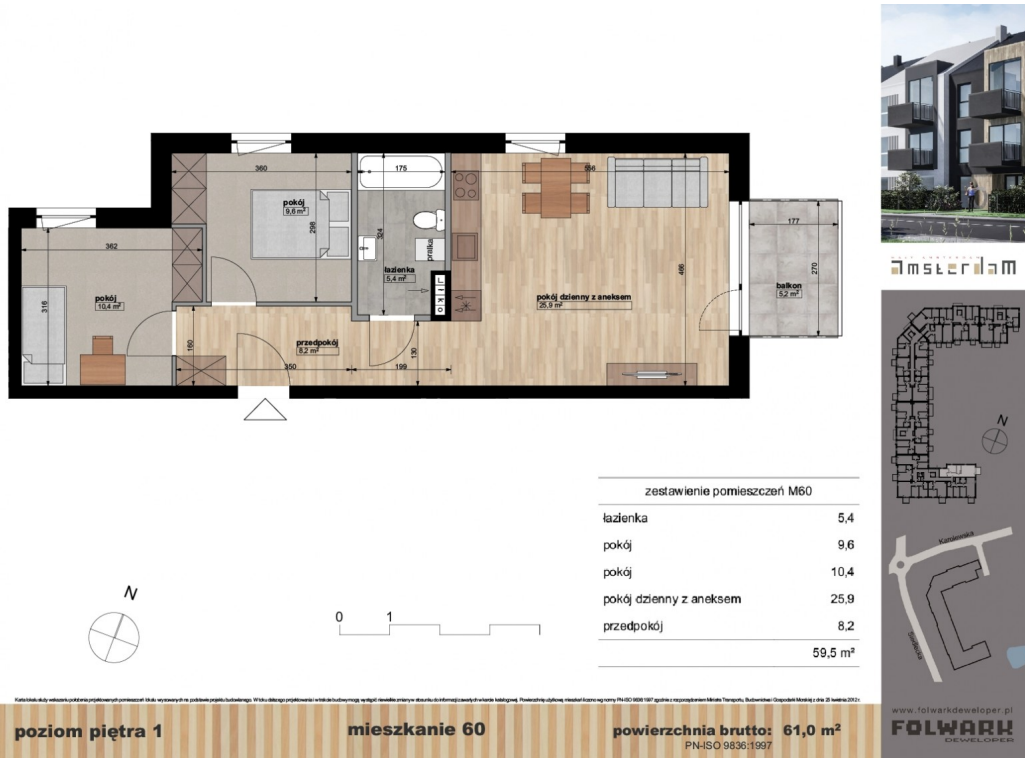 360
175
556
pokój
9,6 m²
298
324
pralka
łazienka
5,4 m²
466
177
270
balkon
5,2 m²
362
316
pokój
10,4 m²
pokój dzienny z aneksem
25,9 m²
160
przedpokój
8,2 m²
350
199
130
amsterdam
N
zestawienie pomieszczeń M60
łazienka 5,4
pokój 9,6
pokój 10,4
pokój dzienny z aneksem 25,9
przedpokój 8,2
59,5 m²
N
0 1
poziom piętra 1
mieszkanie 60
powierzchnia brutto: 61,0 m²
PN-ISO 9836:1997
www.folwarkdeweloper.pl
FOLWARK
DEWELOPER